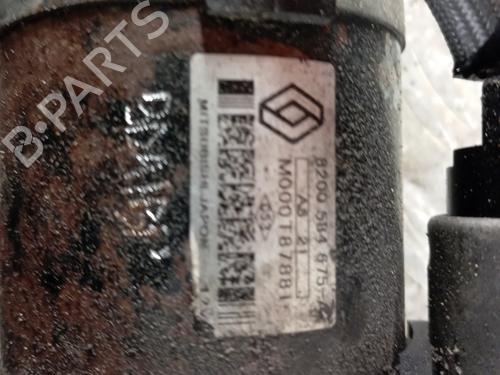 B-PARTS
8200 584 675-A
A6 21
M000T87881
MITSUBISHI JAPON